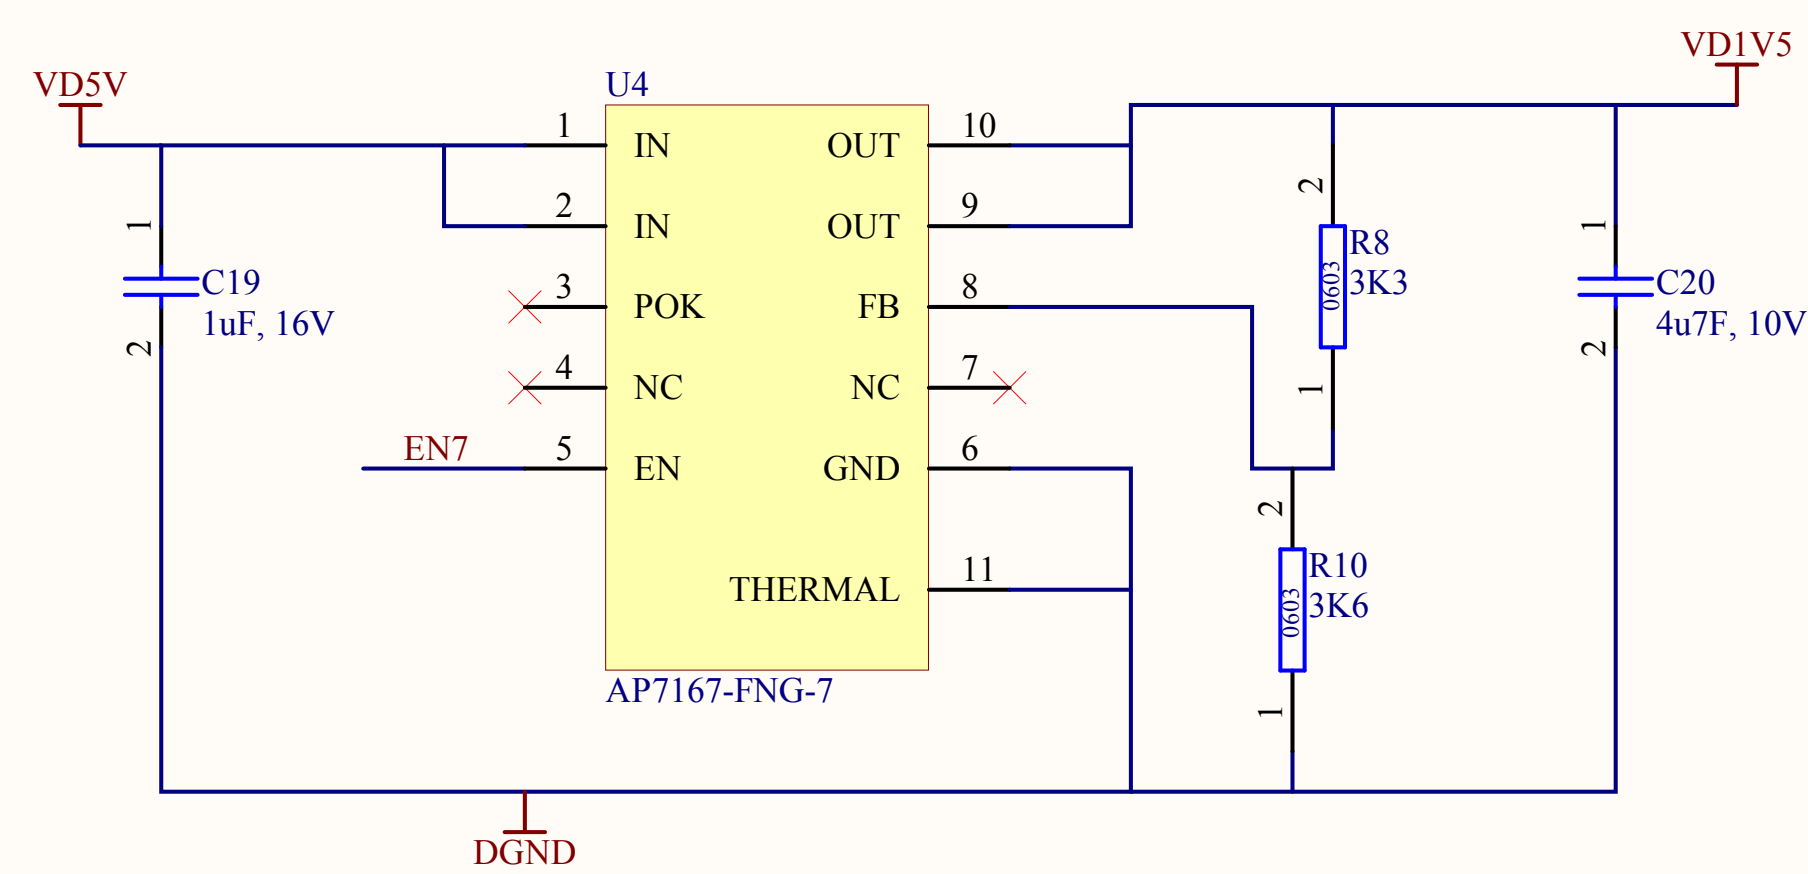 VD5V
VD1V5
U4
1
IN
OUT
10
2
IN
OUT
9
3
POK
FB
8
4
NC
NC
7
EN7
5
EN
GND
6
THERMAL
11
AP7167-FNG-7
1
C19
1uF, 16V
2
2
R8
3K3
0603
1
2
R10
3K6
0603
1
1
C20
4u7F, 10V
2
DGND